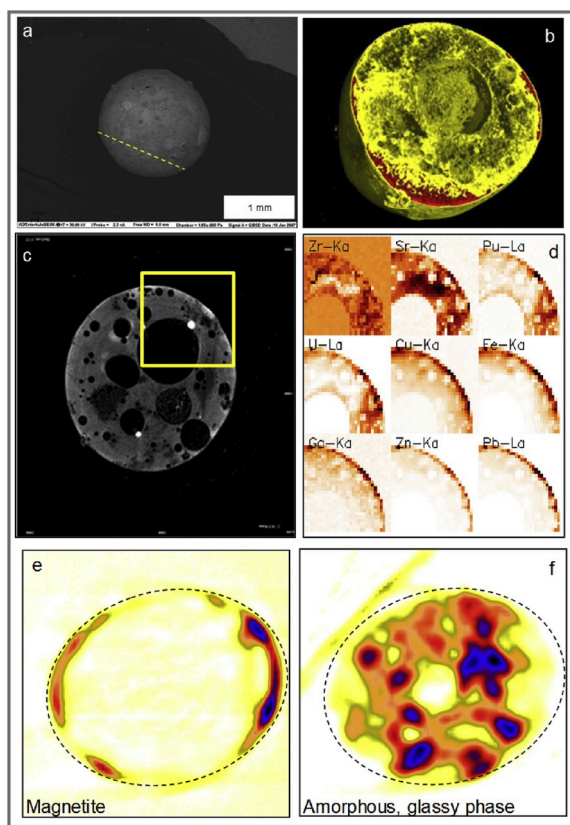 a
b
1 mm
c
d
Zr-Ka
Sr-Ka
Pu-La
U-La
Cu-Ka
Fe-Ka
Ga-Ka
Zn-Ka
Pb-La
e
f
Magnetite
Amorphous, glassy phase